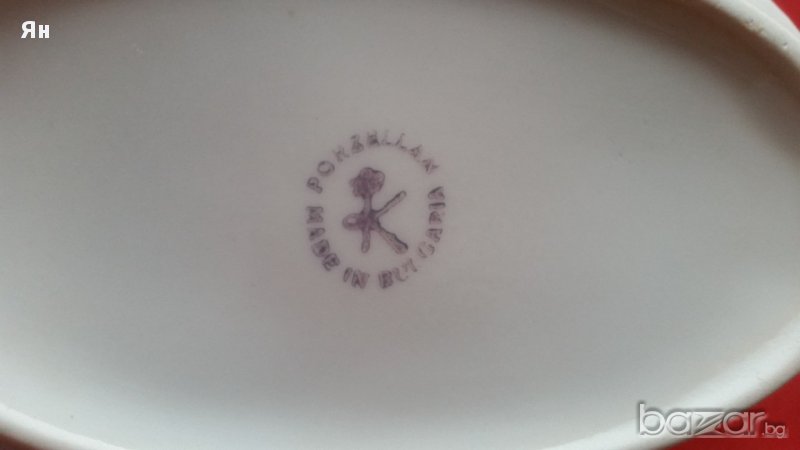 Ян
PORZELLAN
K
MADE IN BULGARIA
bazar.bg